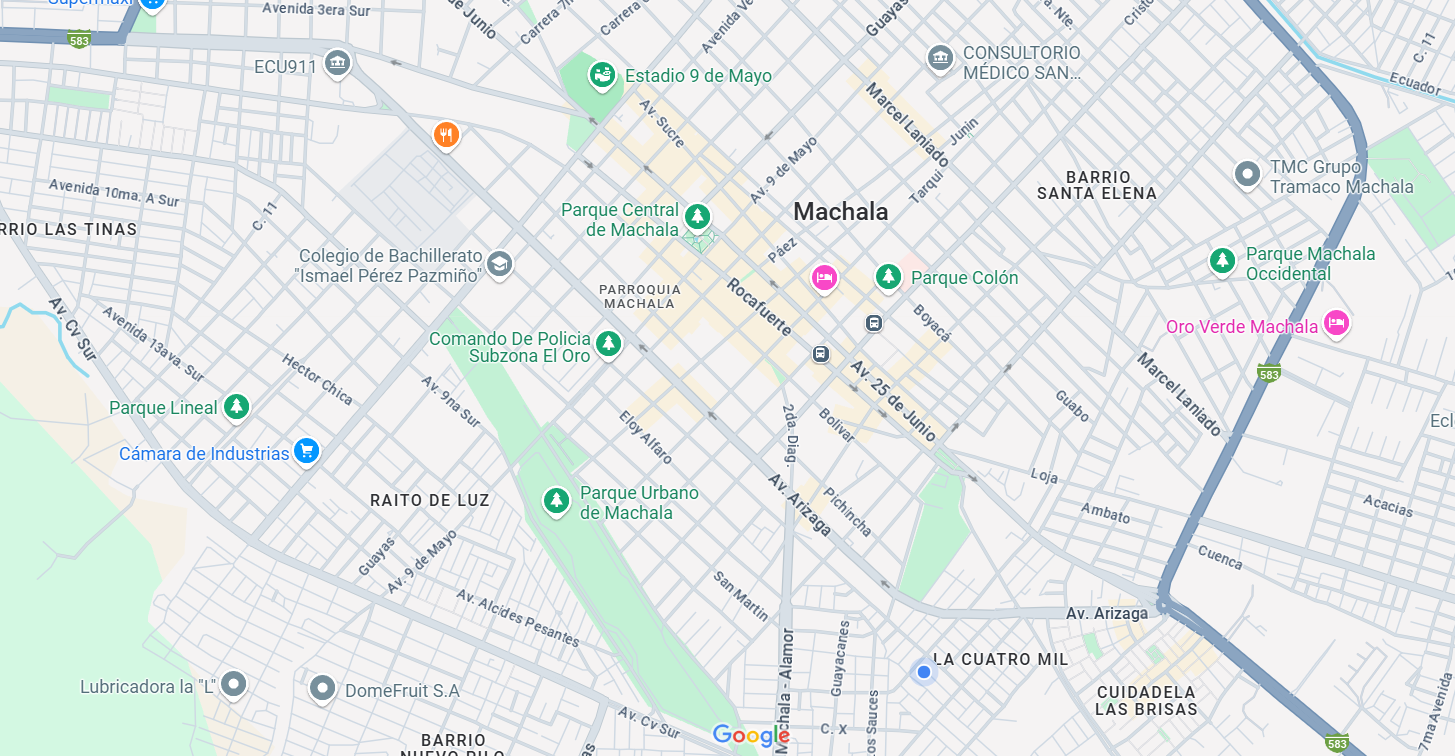 Supermaxi
Avenida 3era Sur
de Junio
Carrera 7m
Carrera
Avenida Ve
Guayas
Nte.
Cristo
C. 11
583
ECU911
Estadio 9 de Mayo
CONSULTORIO
MÉDICO SAN...
Ecuador
Av. Sucre
Marcel Laniado
Junin
Av. 9 de Mayo
Tarqui
BARRIO
SANTA ELENA
TMC Grupo
Tramaco Machala
Avenida 10ma. A Sur
C. 11
RRIO LAS TINAS
Parque Central
de Machala
Machala
Colegio de Bachillerato
"Ismael Pérez Pazmiño"
Páez
Parque Colón
Parque Machala
Occidental
PARROQUIA
MACHALA
Rocafuerte
Boyacá
Oro Verde Machala
Av. Cv Sur
Avenida 13ava. Sur
Comando De Policia
Subzona El Oro
Hector Chica
Av. 9na Sur
Av. 25 de Junio
Marcel Laniado
583
Guabo
Parque Lineal
Eloy Alfaro
2da. Diag.
Bolivar
Ecl
Cámara de Industrias
RAITO DE LUZ
Parque Urbano
de Machala
Av. Arizaga
Pichincha
Loja
Ambato
Acacias
Cuenca
Guayas
Av. 9 de Mayo
San Martin
Av. Alcides Pesantes
Av. Arizaga
Machala - Alamor
Guayacanes
LA CUATRO MIL
Lubricadora la "L"
DomeFruit S.A
CUIDADELA
LAS BRISAS
7ma Avenida
Av. Cv Sur
Google
C. X
Los Sauces
BARRIO
NUEVO PILO
583